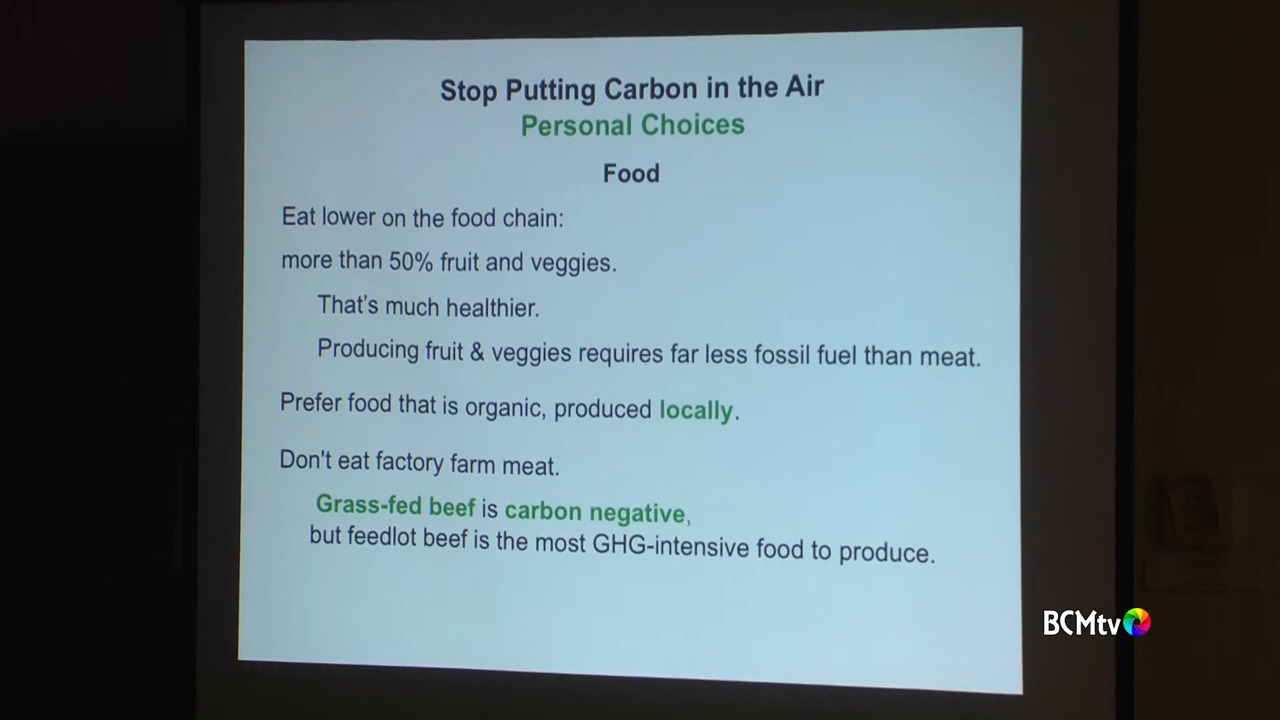 Stop Putting Carbon in the Air
Personal Choices
Food
Eat lower on the food chain:
more than 50% fruit and veggies.
That's much healthier.
Producing fruit & veggies requires far less fossil fuel than meat.
Prefer food that is organic, produced locally.
Don't eat factory farm meat.
Grass-fed beef is carbon negative,
but feedlot beef is the most GHG-intensive food to produce.
BCMtv